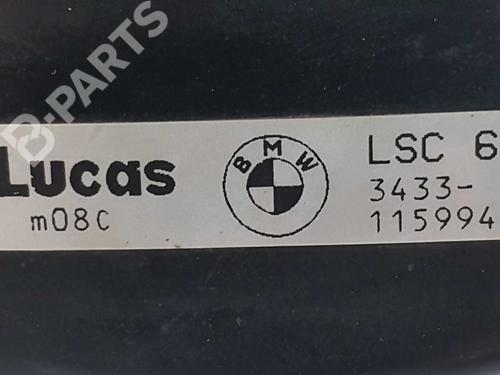 B-PARTS
Lucas
m08C
BMW
LSC 6
3433-
115994